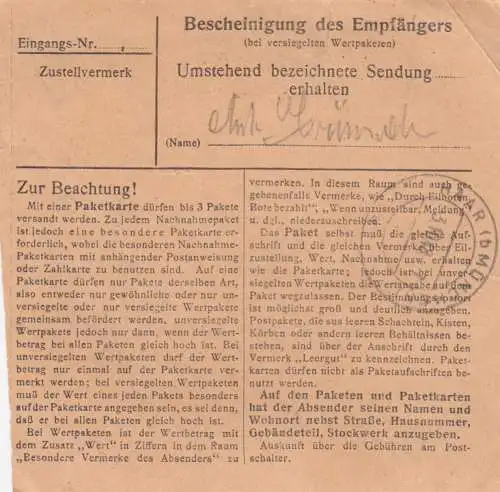 Eingangs-Nr.
Zustellvermerk
Bescheinigung des Empfängers
(bei versiegelten Wertpaketen)
Umstehend bezeichnete Sendung
erhalten
(Name)
Zur Beachtung!
Mit einer Paketkarte dürfen bis 3 Pakete
versandt werden. Zu jedem Nachnahmepaket
ist jedoch eine besondere Paketkarte er-
forderlich, wobei die besonderen Nachnahme-
Paketkarten mit anhängender Postanweisung
oder Zahlkarte zu benutzen sind. Auf eine
Paketkarte dürfen nur Pakete derselben Art,
also entweder nur gewöhnliche oder nur un-
versiegelte oder nur versiegelte Wertpakete
gemeinsam befördert werden, unversiegelte
Wertpakete jedoch nur dann, wenn der Wert-
betrag bei allen Paketen gleich hoch ist. Bei
unversiegelten Wertpaketen darf der Wert-
betrag nur einmal auf der Paketkarte ver-
merkt werden; bei versiegelten Wertpaketen
muß der Wert eines jeden Pakets besonders
auf der Paketkarte angegeben sein, es sei denn,
daß er bei allen Paketen gleich hoch ist.
Bei Wertpaketen ist der Wertbetrag mit
dem Zusatz „Wert" in Ziffern in dem Raum
„Besondere Vermerke des Absenders" zu
vermerken. In diesem Raum sind auch ge-
gebenenfalls Vermerke, wie „Durch Eilboten,
Bote bezahlt", „Wenn unzustellbar, Meldung"
u. dgl., niederzuschreiben.
Das Paket selbst muß die gleiche Auf-
schrift und die gleichen Vermerke über Eil-
zustellung, Wert, Nachnahme usw. erhalten
wie die Paketkarte; jedoch ist bei unver-
siegelten Wertpaketen die Wertangabe auf dem
Paket wegzulassen. Der Bestimmungsort
ist möglichst groß und deutlich anzugeben.
Postpakete, die aus leeren Schachteln, Kisten,
Körben oder andern leeren Behältnissen be-
stehen, sind über der Anschrift durch den
Vermerk „Leergut" zu kennzeichnen. Paket-
karten dürfen nicht als Paketaufschriften be-
nutzt werden.
Auf den Paketen und Paketkarten
hat der Absender seinen Namen und
Wohnort nebst Straße, Hausnummer,
Gebäudeteil, Stockwerk anzugeben.
Auskunft über die Gebühren am Post-
schalter.